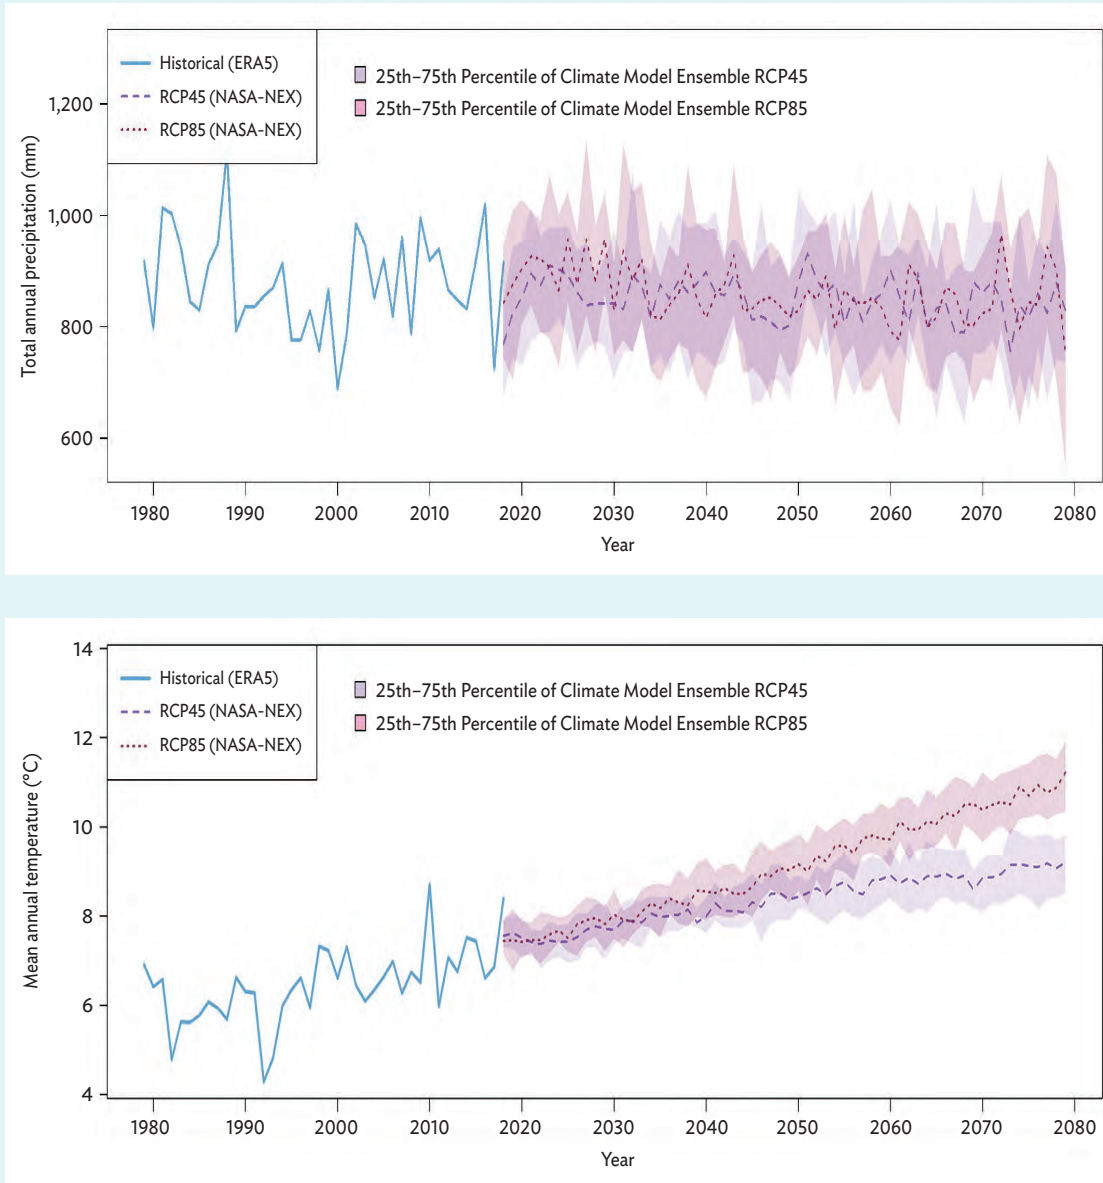 Historical (ERA5)
RCP45 (NASA-NEX)
RCP85 (NASA-NEX)
25th–75th Percentile of Climate Model Ensemble RCP45
25th–75th Percentile of Climate Model Ensemble RCP85
Total annual precipitation (mm)
1,200
1,000
800
600
1980 1990 2000 2010 2020 2030 2040 2050 2060 2070 2080
Year
Historical (ERA5)
RCP45 (NASA-NEX)
RCP85 (NASA-NEX)
25th–75th Percentile of Climate Model Ensemble RCP45
25th–75th Percentile of Climate Model Ensemble RCP85
Mean annual temperature (°C)
14
12
10
8
6
4
1980 1990 2000 2010 2020 2030 2040 2050 2060 2070 2080
Year